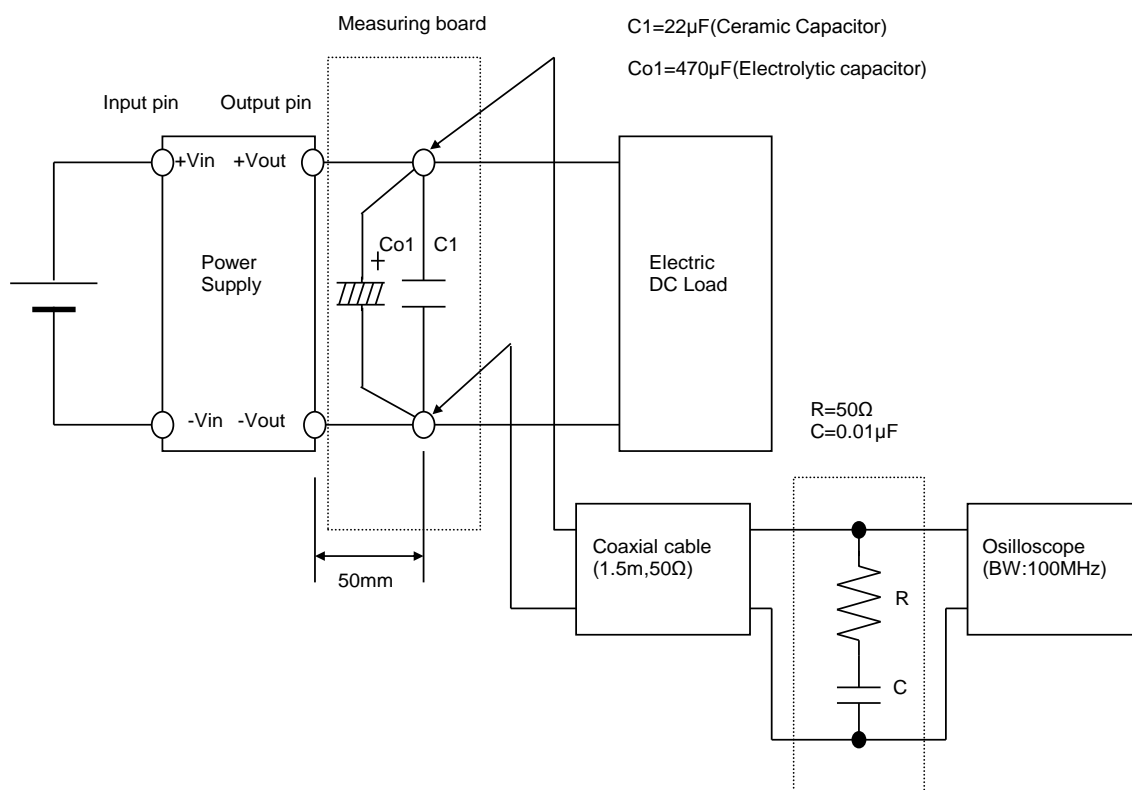 Measuring board
C1=22µF(Ceramic Capacitor)
Co1=470µF(Electrolytic capacitor)
Input pin
Output pin
+Vin
+Vout
Co1
C1
+
Power
Supply
Electric
DC Load
-Vin
-Vout
R=50Ω
C=0.01µF
50mm
Coaxial cable
(1.5m,50Ω)
R
C
Osilloscope
(BW:100MHz)